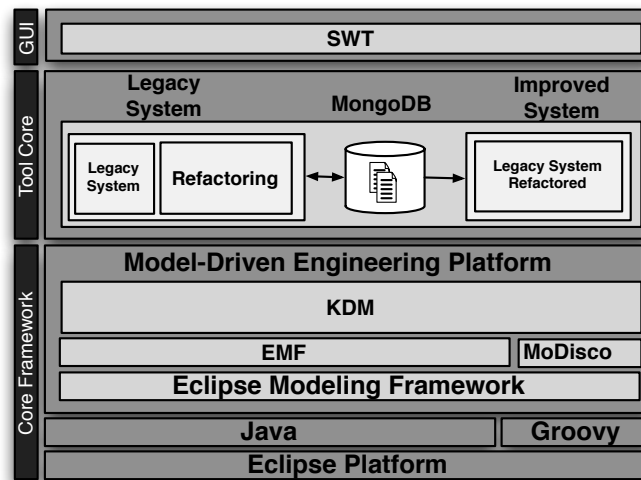 GUI
SWT
Tool Core
Legacy
System
MongoDB
Improved
System
Legacy
System
Refactoring
Legacy System
Refactored
Core Framework
Model-Driven Engineering Platform
KDM
EMF
MoDisco
Eclipse Modeling Framework
Java
Groovy
Eclipse Platform